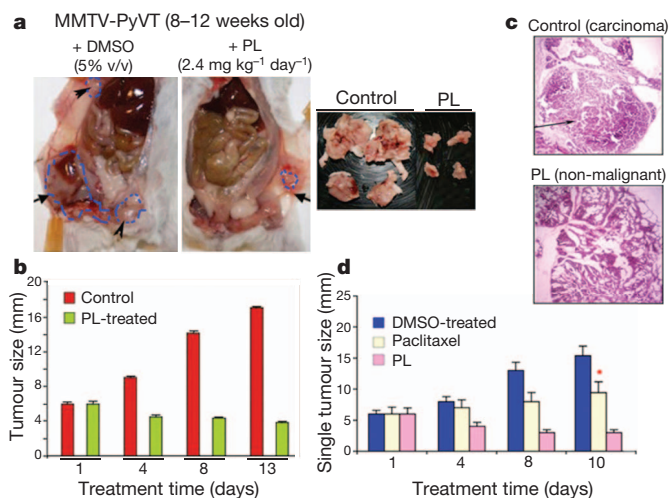 a
MMTV-PyVT (8–12 weeks old)
+ DMSO
(5% v/v)
+ PL
(2.4 mg kg⁻¹ day⁻¹)
Control
PL
c
Control (carcinoma)
PL (non-malignant)
b
Tumour size (mm)
20
16
12
8
4
0
Control
PL-treated
1
4
8
13
Treatment time (days)
d
Single tumour size (mm)
25
20
15
10
5
0
DMSO-treated
Paclitaxel
PL
*
1
4
8
10
Treatment time (days)